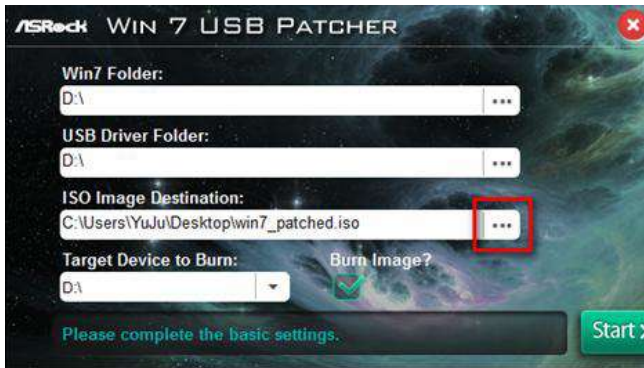 ASRock WIN 7 USB PATCHER
Win7 Folder:
D:\
USB Driver Folder:
D:\
ISO Image Destination:
C:\Users\YuJu\Desktop\win7_patched.iso
Target Device to Burn: Burn Image?
D:\
Please complete the basic settings. Start